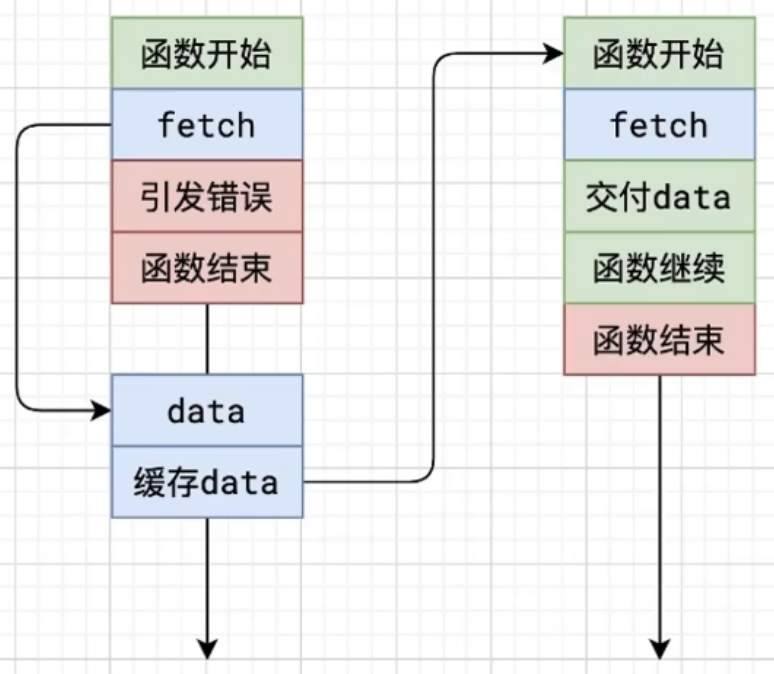 函数开始
fetch
引发错误
函数结束
data
缓存data
函数开始
fetch
交付data
函数继续
函数结束